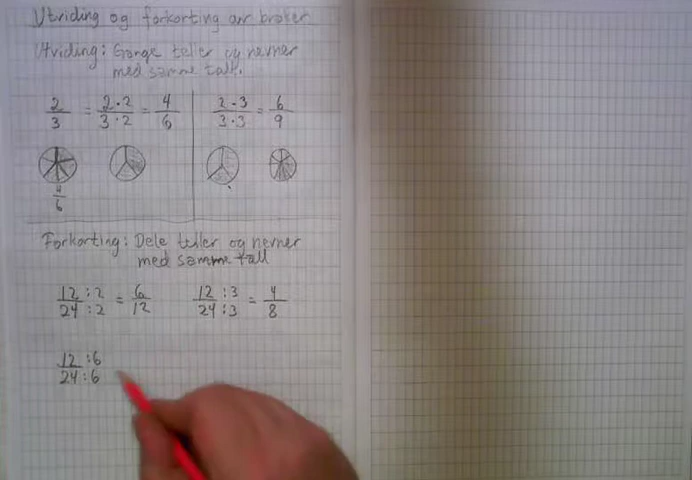 Utviding og forkorting av brøker
Utviding: Gange teller og nevner
med samme tall.
2/3 = 2·2/3·2 = 4/6
2·3/3·3 = 6/9
4/6
Forkorting: Dele teller og nevner
med samme tall
12:2/24:2 = 6/12
12:3/24:3 = 4/8
12:6/24:6